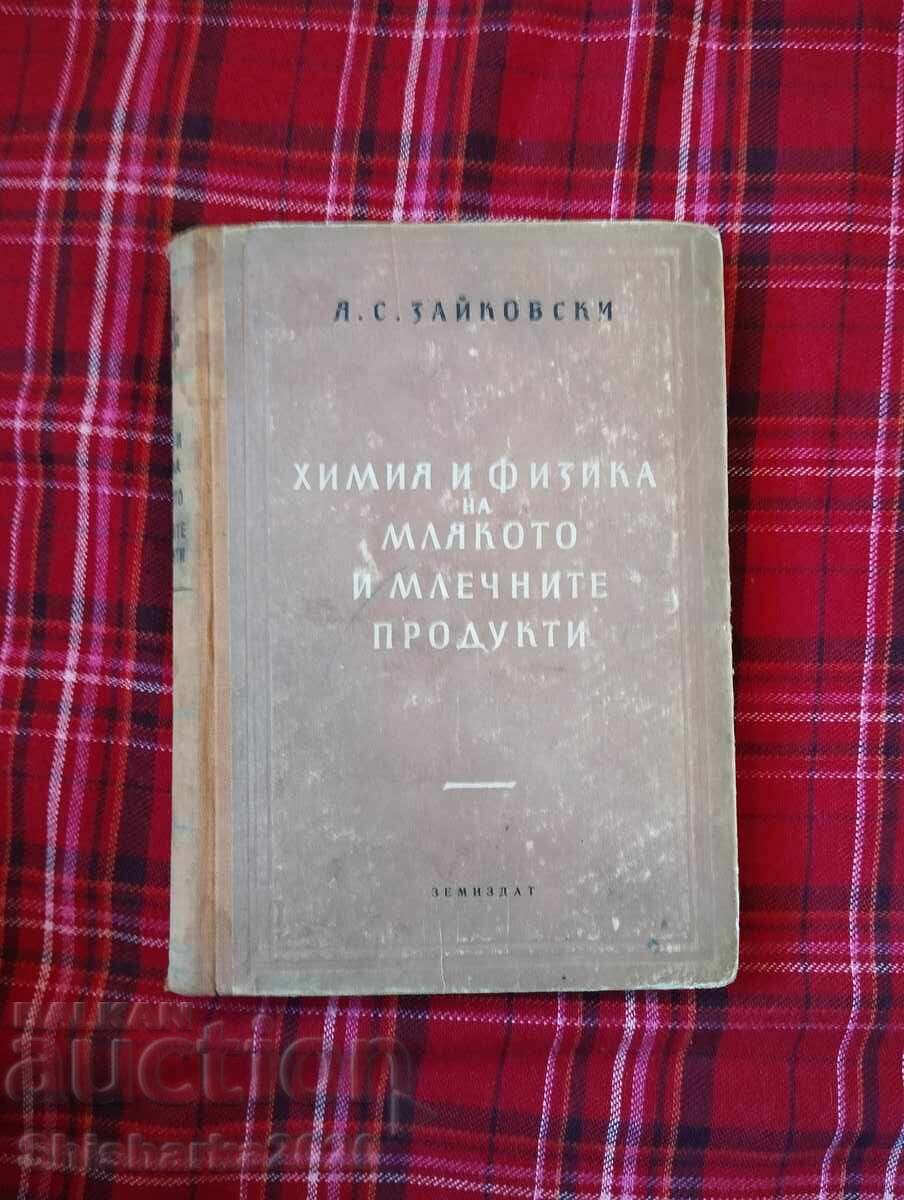 Я.С.ЗАЙКОВСКИ
ХИМИЯ И ФИЗИКА
НА
МЛЯКОТО
И МЛЕЧНИТЕ
ПРОДУКТИ
ЗЕМИЗДАТ
BALKAN
auction
Shisharka2020